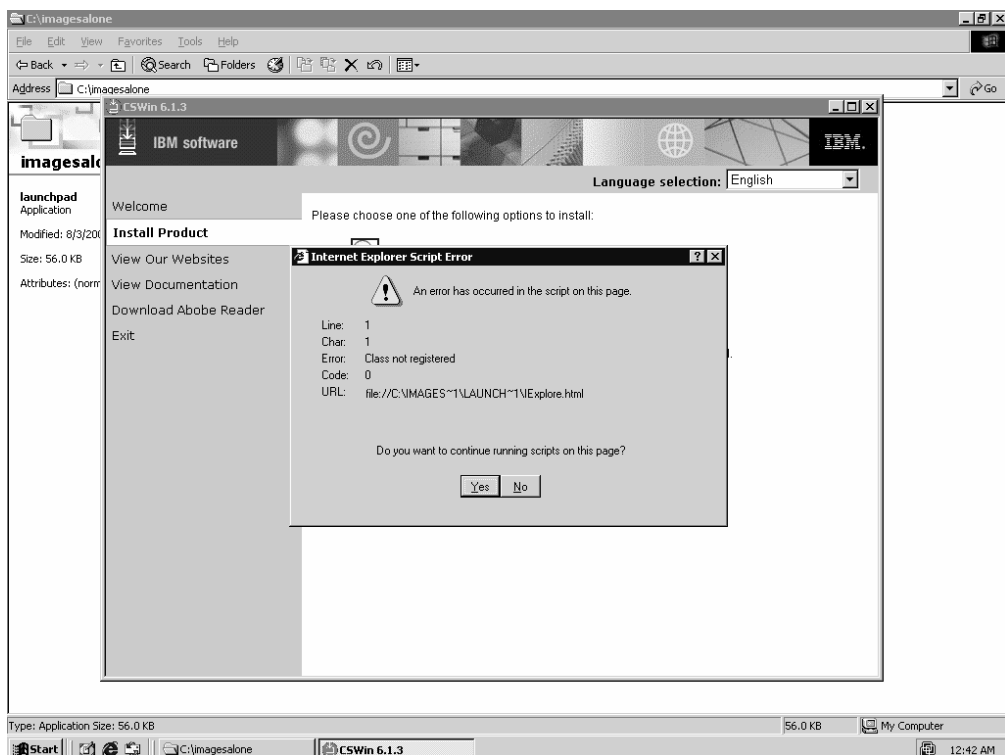 C:\imagesalone
File Edit View Favorites Tools Help
Back Search Folders
Address C:\imagesalone Go
CSWin 6.1.3
IBM software IBM.
imagesalo
Language selection: English
launchpad
Application
Modified: 8/3/200
Size: 56.0 KB
Attributes: (norm
Welcome
Install Product
View Our Websites
View Documentation
Download Abobe Reader
Exit
Please choose one of the following options to install:
Internet Explorer Script Error
An error has occurred in the script on this page.
Line: 1
Char: 1
Error: Class not registered
Code: 0
URL: file://C:\IMAGES~1\LAUNCH~1\IExplore.html
Do you want to continue running scripts on this page?
Yes No
Type: Application Size: 56.0 KB 56.0 KB My Computer
Start C:\imagesalone CSWin 6.1.3 12:42 AM